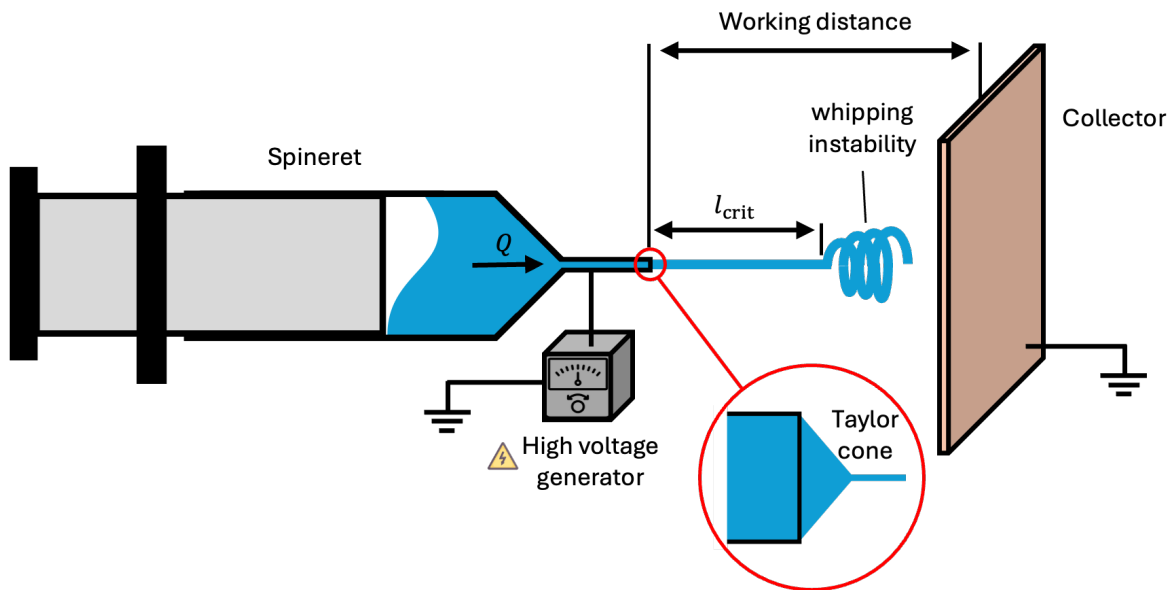 Working distance
whipping
instability
Collector
Spineret
l_crit
Q
High voltage
generator
Taylor
cone